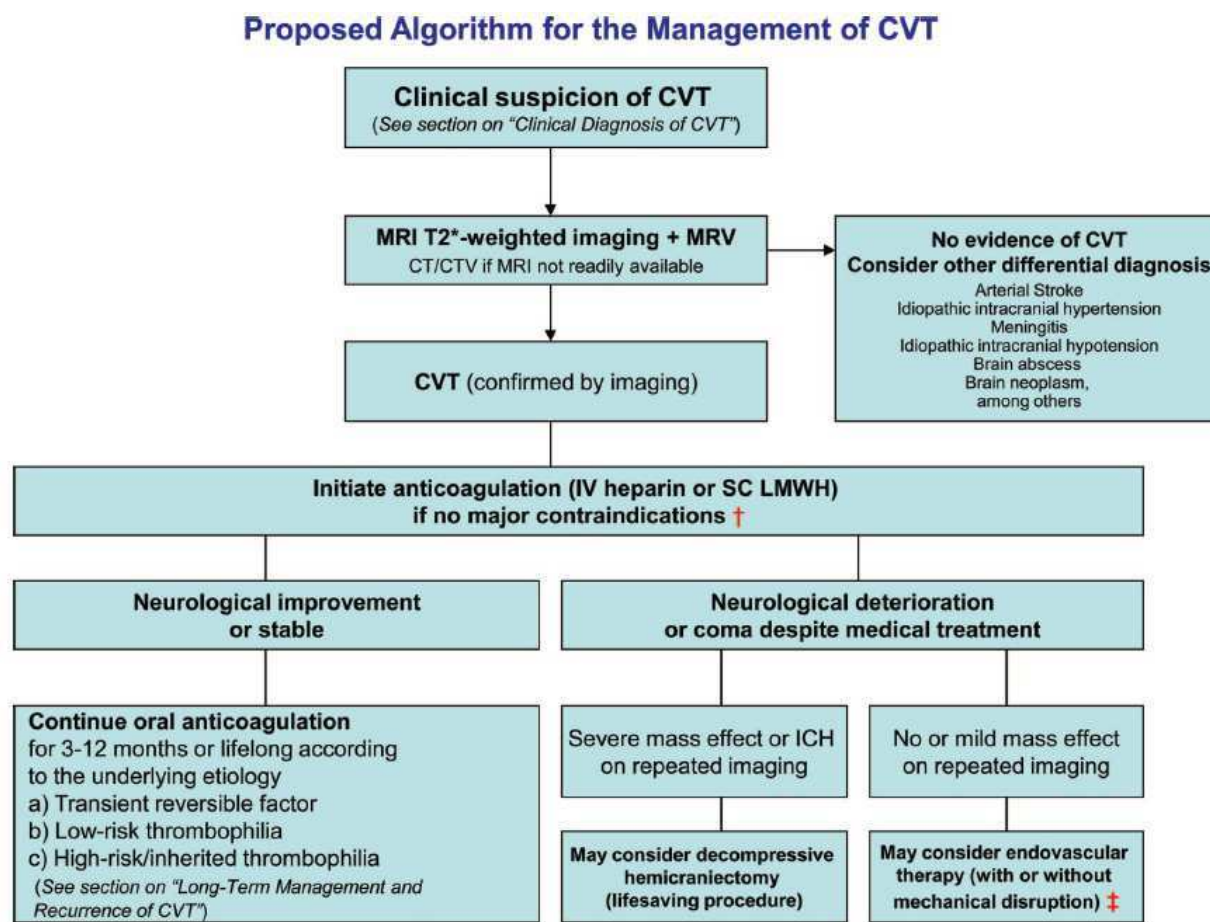 Proposed Algorithm for the Management of CVT
Clinical suspicion of CVT
(See section on “Clinical Diagnosis of CVT”)
MRI T2*-weighted imaging + MRV
CT/CTV if MRI not readily available
No evidence of CVT
Consider other differential diagnosis
Arterial Stroke
Idiopathic intracranial hypertension
Meningitis
Idiopathic intracranial hypotension
Brain abscess
Brain neoplasm,
among others
CVT (confirmed by imaging)
Initiate anticoagulation (IV heparin or SC LMWH)
if no major contraindications †
Neurological improvement
or stable
Neurological deterioration
or coma despite medical treatment
Continue oral anticoagulation
for 3-12 months or lifelong according
to the underlying etiology
a) Transient reversible factor
b) Low-risk thrombophilia
c) High-risk/inherited thrombophilia
(See section on “Long-Term Management and
Recurrence of CVT”)
Severe mass effect or ICH
on repeated imaging
No or mild mass effect
on repeated imaging
May consider decompressive
hemicraniectomy
(lifesaving procedure)
May consider endovascular
therapy (with or without
mechanical disruption) ‡